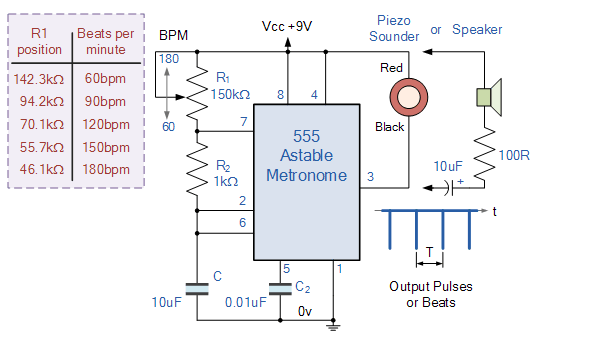 R1 position
Beats per minute
142.3kΩ 60bpm
94.2kΩ 90bpm
70.1kΩ 120bpm
55.7kΩ 150bpm
46.1kΩ 180bpm
BPM
180
60
R1
150kΩ
R2
1kΩ
Vcc +9V
8
4
7
2
6
3
5
1
555
Astable
Metronome
C
10uF
C2
0.01uF
0v
Piezo
Sounder
or
Speaker
Red
Black
100R
10uF
+
t
T
Output Pulses
or Beats